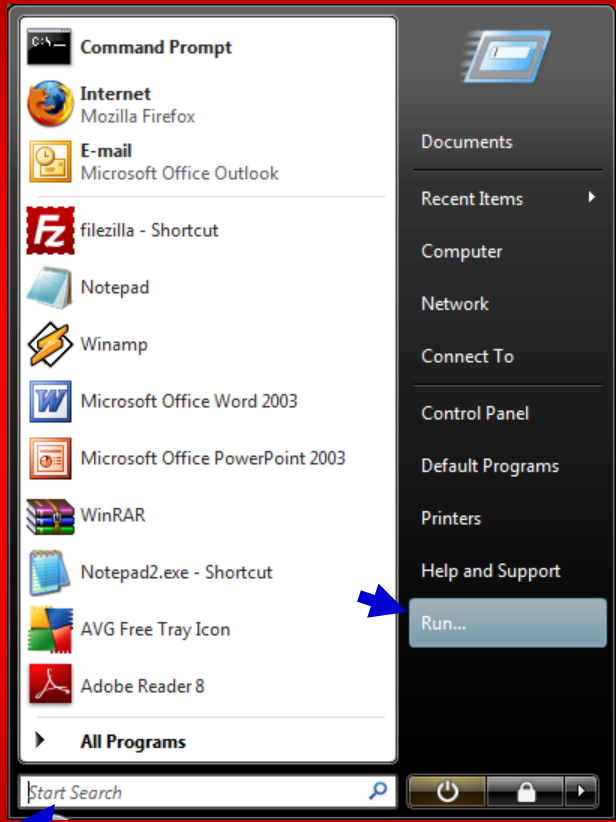 C:\
Command Prompt
Internet
Mozilla Firefox
E-mail
Microsoft Office Outlook
Fz
filezilla - Shortcut
Notepad
Winamp
W
Microsoft Office Word 2003
Microsoft Office PowerPoint 2003
WinRAR
Notepad2.exe - Shortcut
AVG Free Tray Icon
Adobe Reader 8
All Programs
Start Search
Documents
Recent Items
Computer
Network
Connect To
Control Panel
Default Programs
Printers
Help and Support
Run...